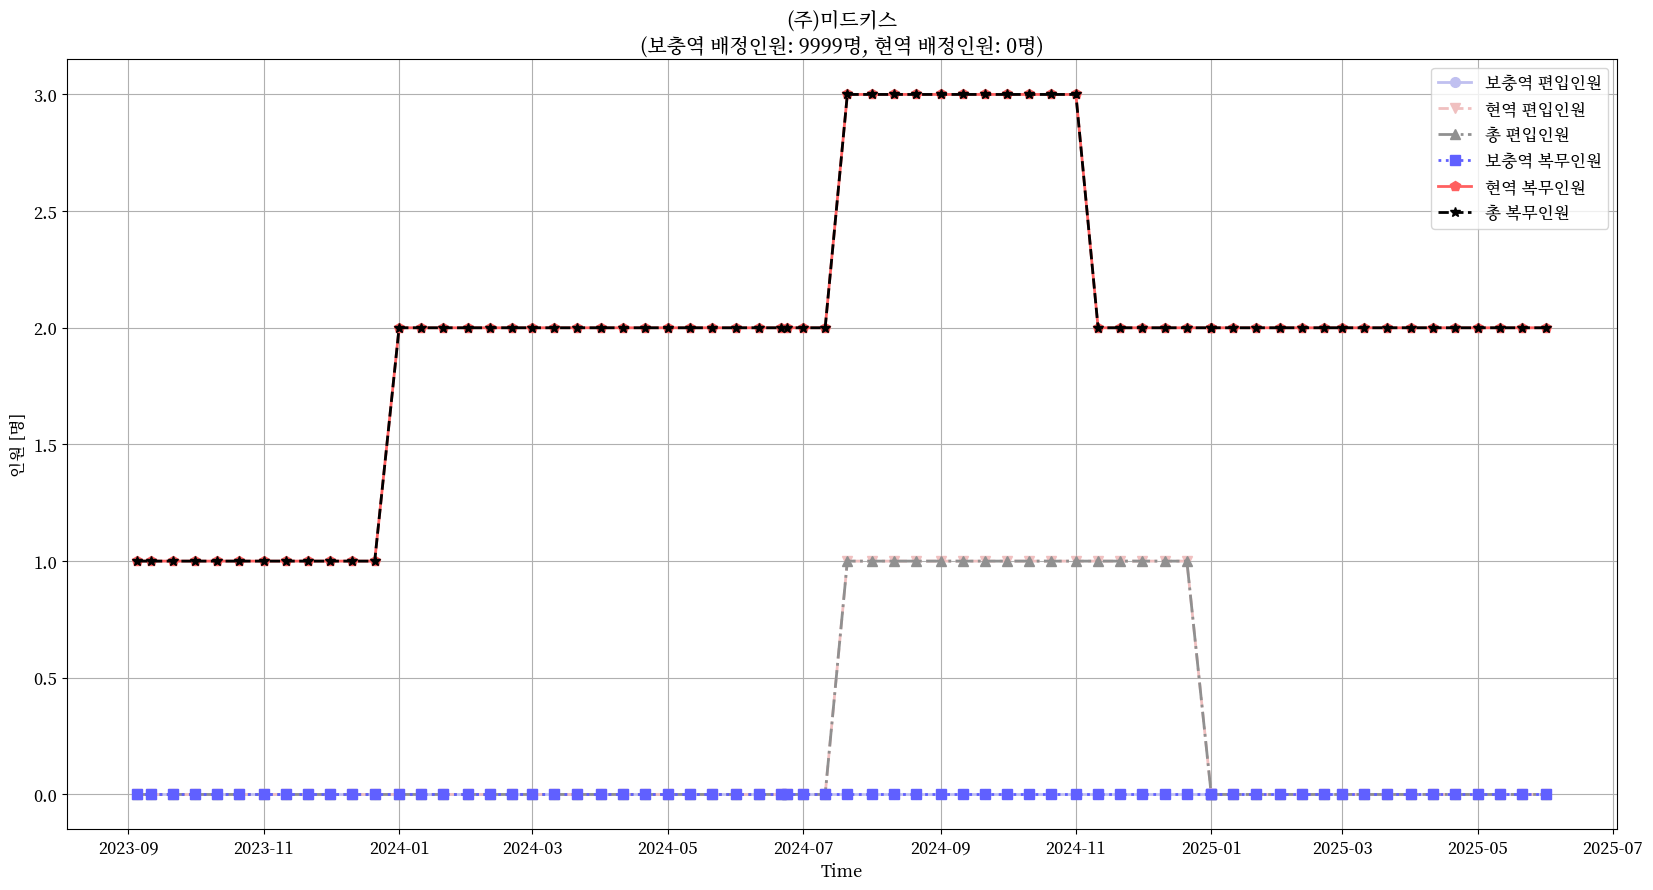 (주)미드키스
(보충역 배정인원: 9999명, 현역 배정인원: 0명)
보충역 편입인원
현역 편입인원
총 편입인원
보충역 복무인원
현역 복무인원
총 복무인원
인원 [명]
3.0
2.5
2.0
1.5
1.0
0.5
0.0
2023-09 2023-11 2024-01 2024-03 2024-05 2024-07 2024-09 2024-11 2025-01 2025-03 2025-05 2025-07
Time